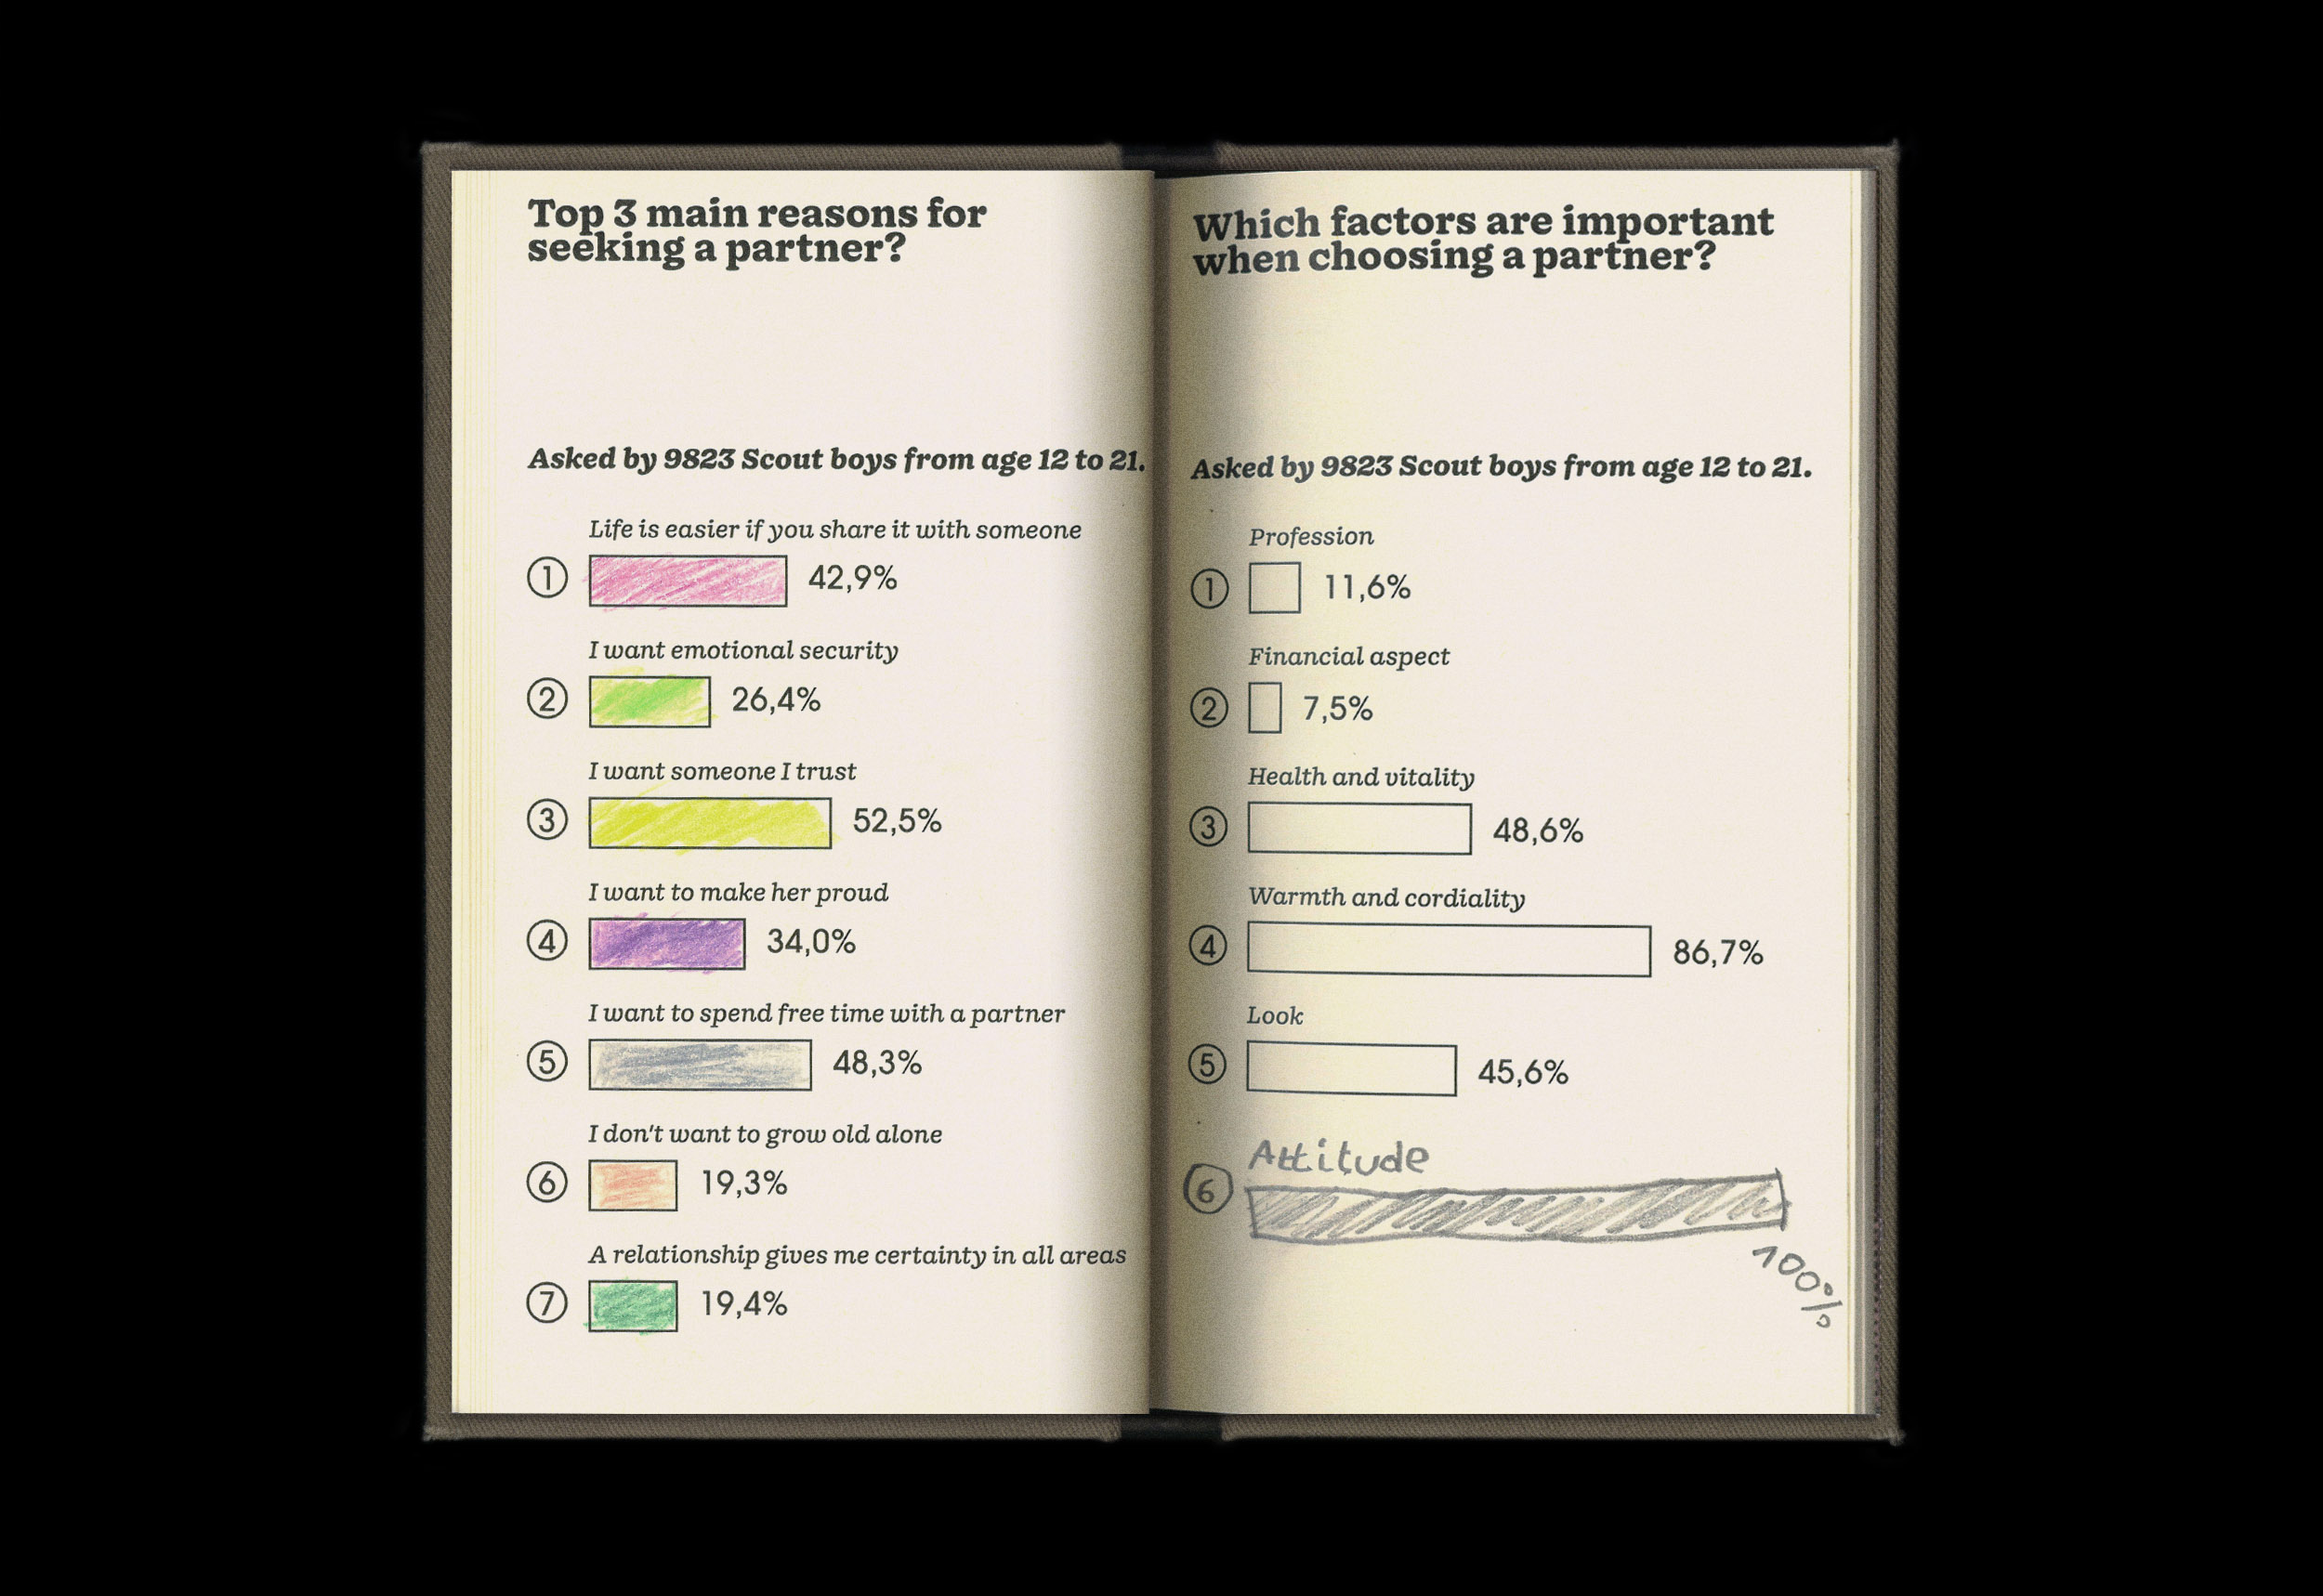 Top 3 main reasons for
seeking a partner?
Asked by 9823 Scout boys from age 12 to 21.
Life is easier if you share it with someone
1 42,9%
I want emotional security
2 26,4%
I want someone I trust
3 52,5%
I want to make her proud
4 34,0%
I want to spend free time with a partner
5 48,3%
I don't want to grow old alone
6 19,3%
A relationship gives me certainty in all areas
7 19,4%
Which factors are important
when choosing a partner?
Asked by 9823 Scout boys from age 12 to 21.
Profession
1 11,6%
Financial aspect
2 7,5%
Health and vitality
3 48,6%
Warmth and cordiality
4 86,7%
Look
5 45,6%
Attitude
6
100%